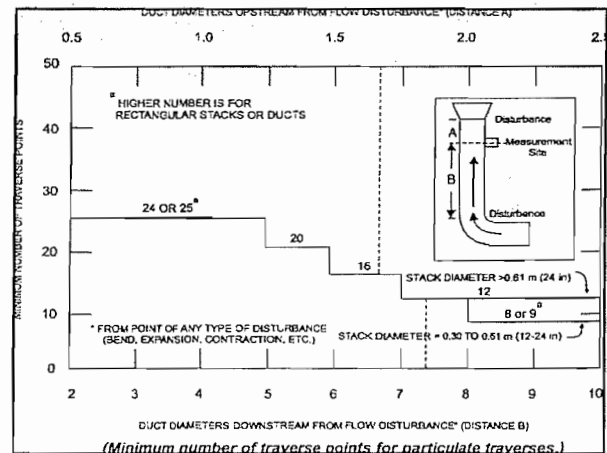 DUCT DIAMETERS UPSTREAM FROM FLOW DISTURBANCE* (DISTANCE A)
0.5 1.0 1.5 2.0 2.5
50
a HIGHER NUMBER IS FOR
RECTANGULAR STACKS OR DUCTS
40
30
20
10
0
MINIMUM NUMBER OF TRAVERSE POINTS
Disturbance
A
Measurement
Site
B
Disturbance
24 OR 25 a
20
16
STACK DIAMETER >0.61 m (24 in)
12
8 or 9 a
* FROM POINT OF ANY TYPE OF DISTURBANCE
(BEND, EXPANSION, CONTRACTION, ETC.)
STACK DIAMETER = 0.30 TO 0.61 m (12-24 in)
2 3 4 5 6 7 8 9 10
DUCT DIAMETERS DOWNSTREAM FROM FLOW DISTURBANCE* (DISTANCE B)
(Minimum number of traverse points for particulate traverses.)